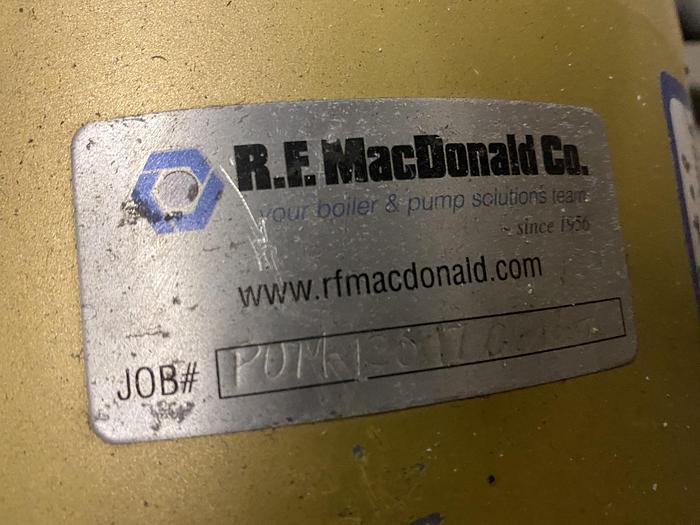 R.F. MacDonald Co.
your boiler & pump solutions team
~ since 1956
www.rfmacdonald.com
JOB#